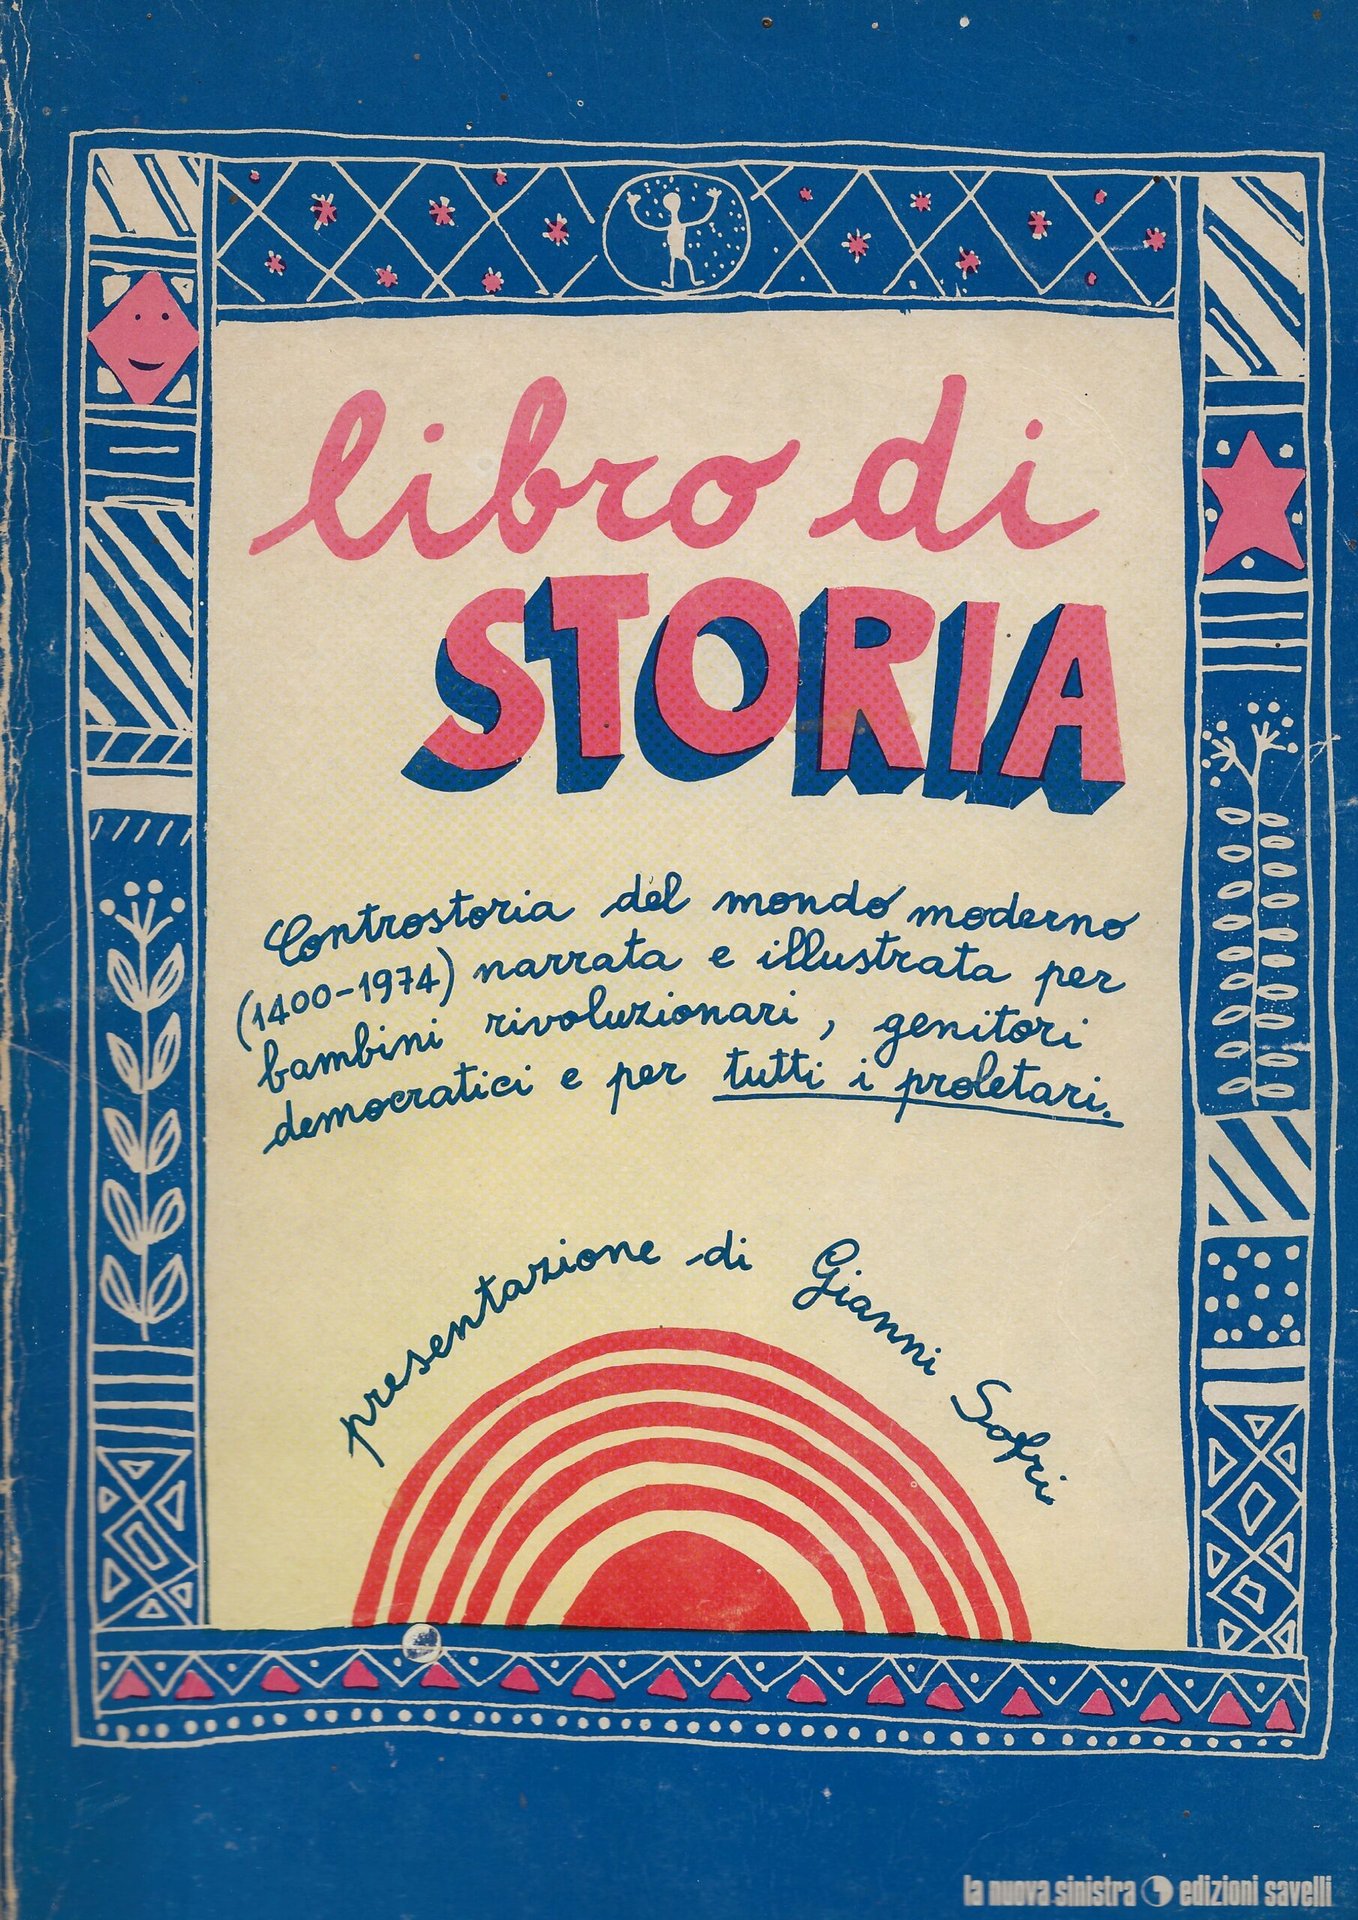 libro di
STORIA
Controstoria del mondo moderno
(1400-1974) narrata e illustrata per
bambini rivoluzionari, genitori
democratici e per tutti i proletari.
presentazione di Gianni Sofri
la nuova sinistra edizioni savelli